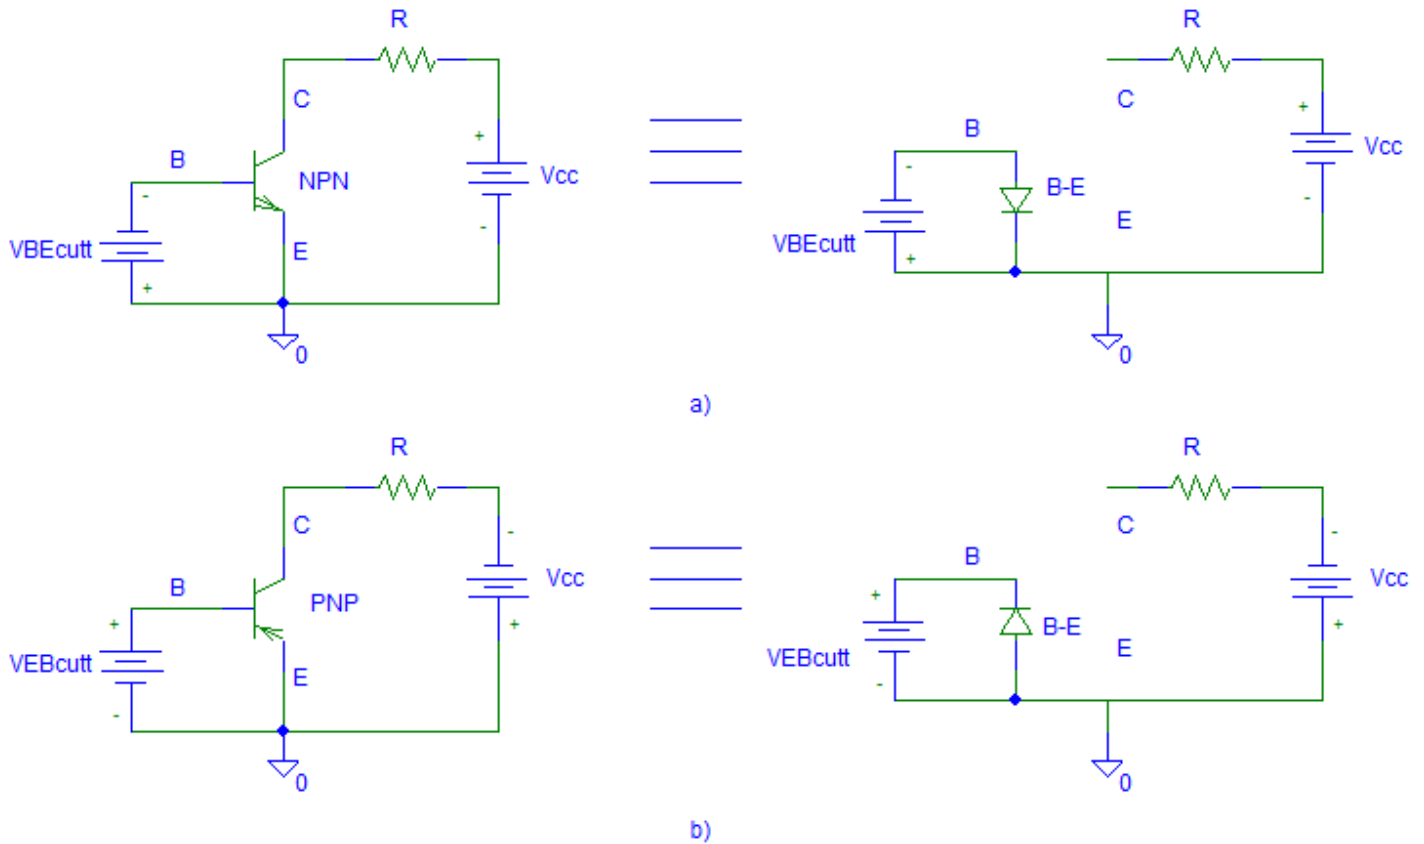 R
R
C
C
+
+
B
B
-
-
NPN
Vcc
B-E
Vcc
VBEcutt
E
-
VBEcutt
E
-
+
+
0
0
a)
R
R
C
C
-
-
B
B
+
+
PNP
Vcc
B-E
Vcc
VEBcutt
E
+
VEBcutt
E
+
-
-
0
0
b)